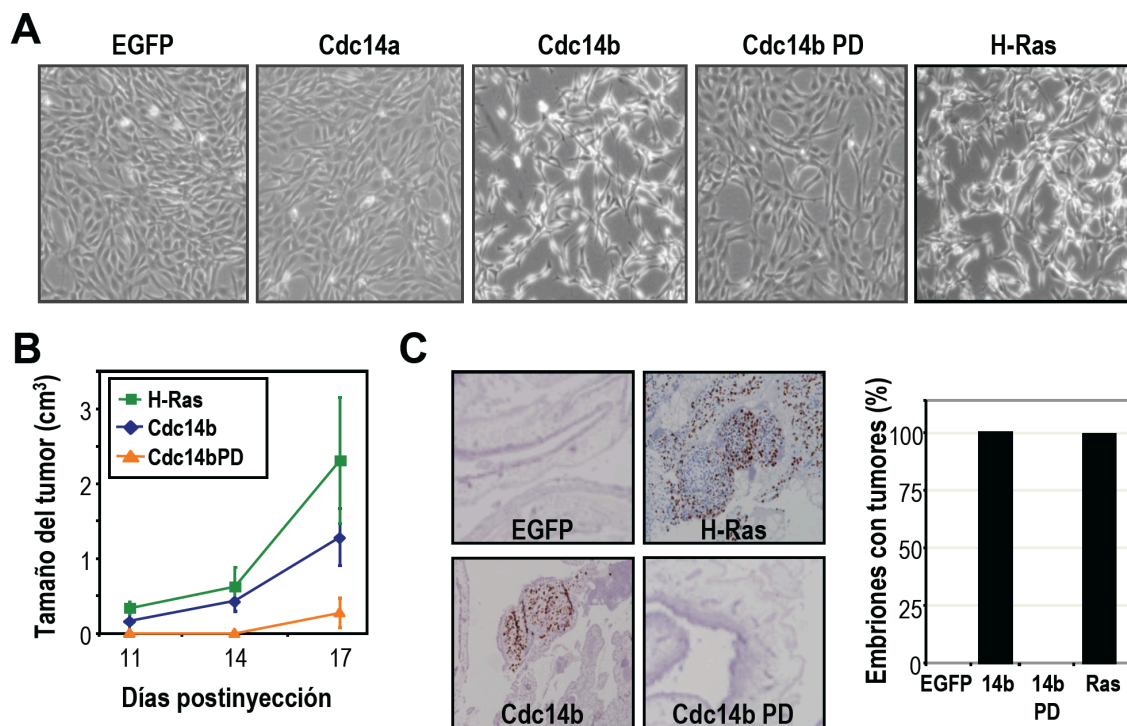 A
EGFP
Cdc14a
Cdc14b
Cdc14b PD
H-Ras
B
Tamaño del tumor (cm³)
3
2
1
0
H-Ras
Cdc14b
Cdc14bPD
11
14
17
Días postinyección
C
EGFP
H-Ras
Cdc14b
Cdc14b PD
Embriones con tumores (%)
100
75
50
25
0
EGFP
14b
14b
PD
Ras